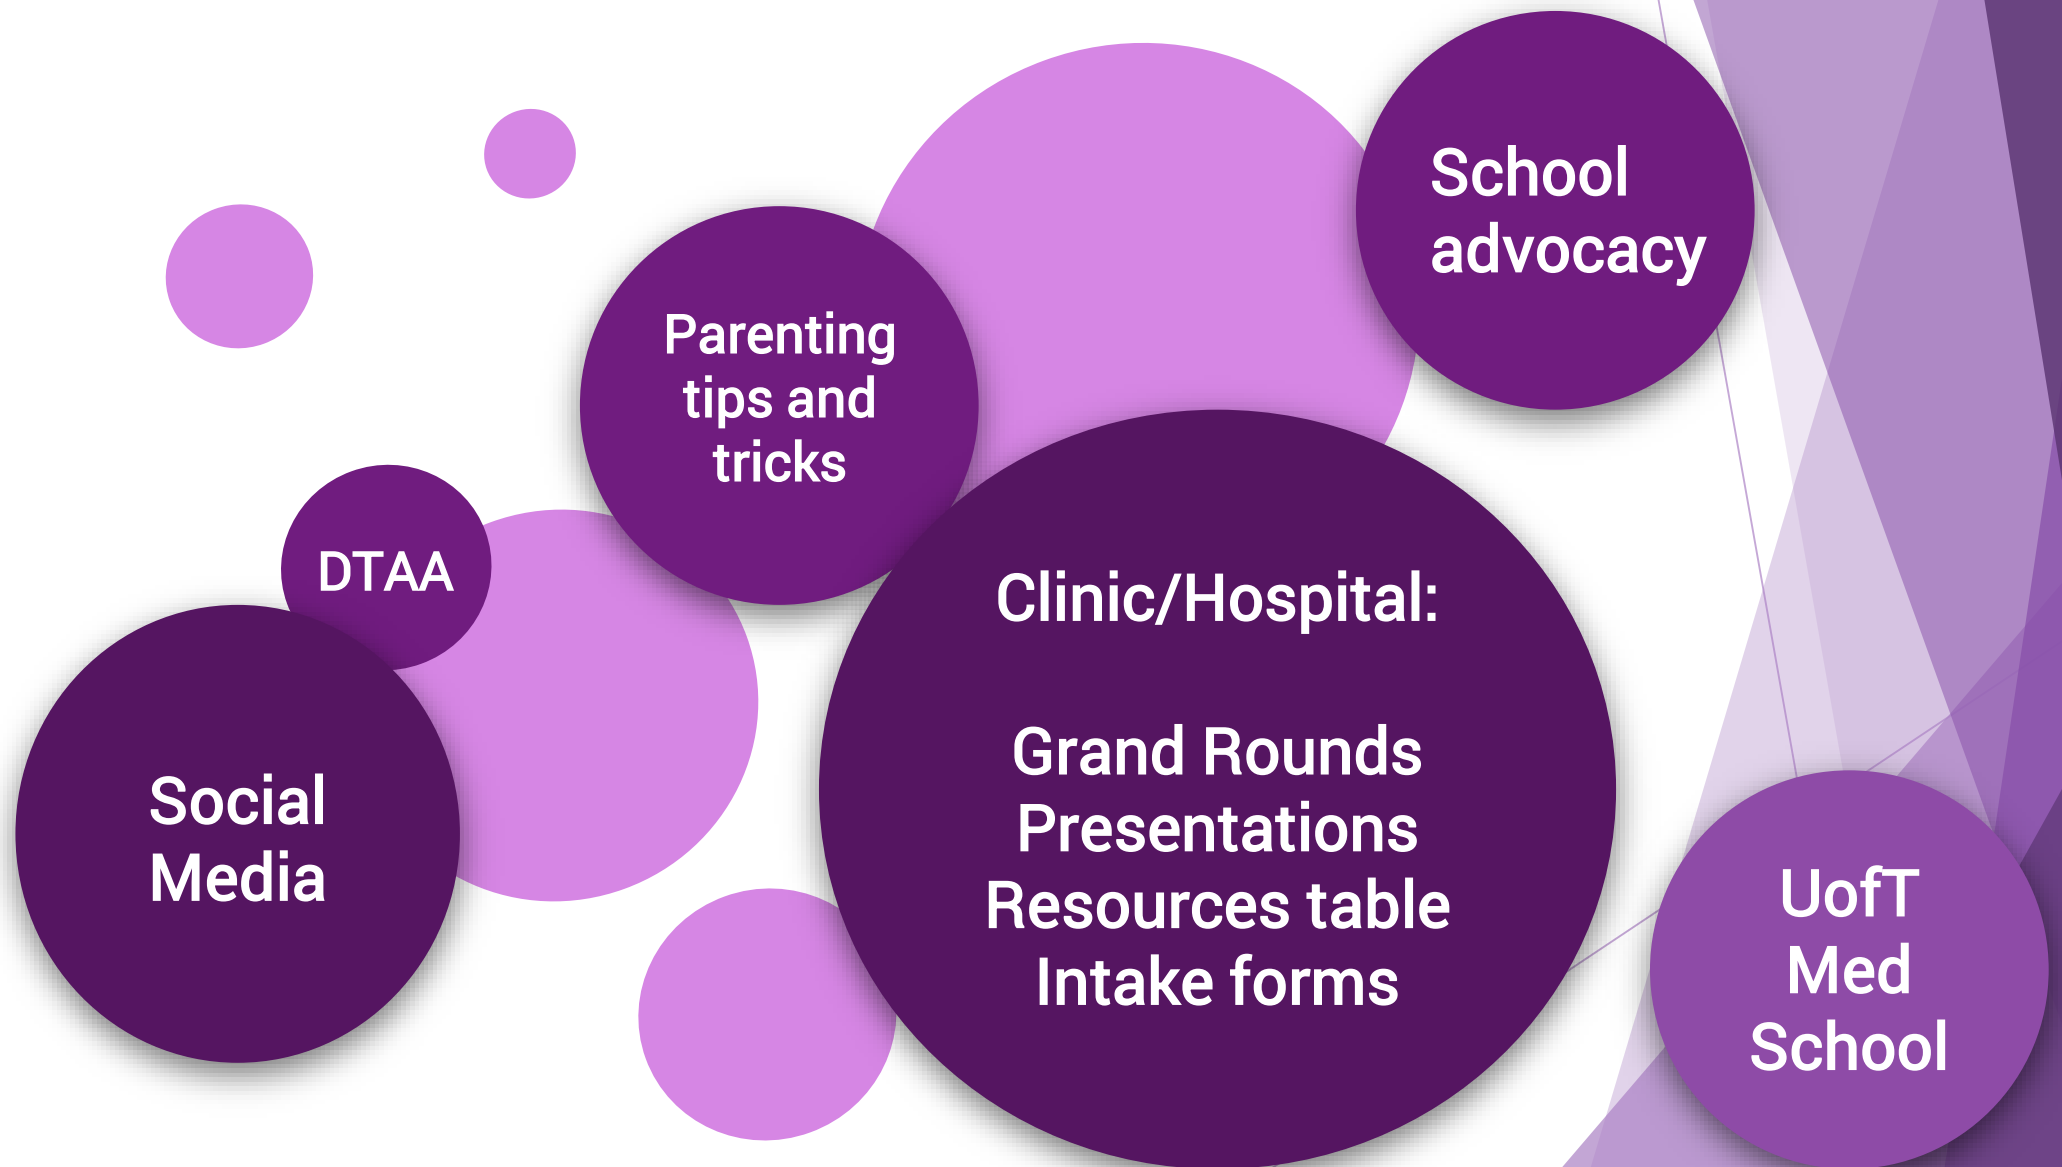 School
advocacy
Parenting
tips and
tricks
DTAA
Social
Media
Clinic/Hospital:
Grand Rounds
Presentations
Resources table
Intake forms
UofT
Med
School